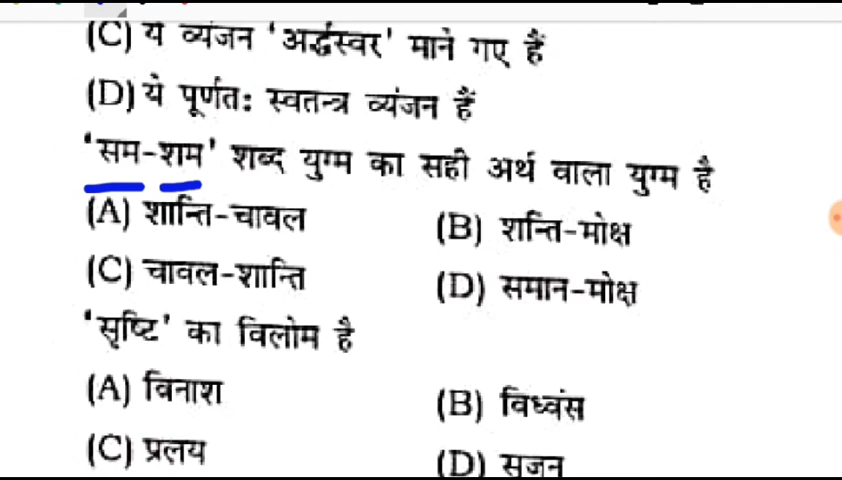 (C) ये व्यंजन 'अर्द्धस्वर' माने गए हैं
(D) ये पूर्णतः स्वतन्त्र व्यंजन हैं
'सम-शम' शब्द युग्म का सही अर्थ वाला युग्म है
(A) शान्ति-चावल (B) शन्ति-मोक्ष
(C) चावल-शान्ति (D) समान-मोक्ष
'सृष्टि' का विलोम है
(A) विनाश (B) विध्वंस
(C) प्रलय (D) सृजन